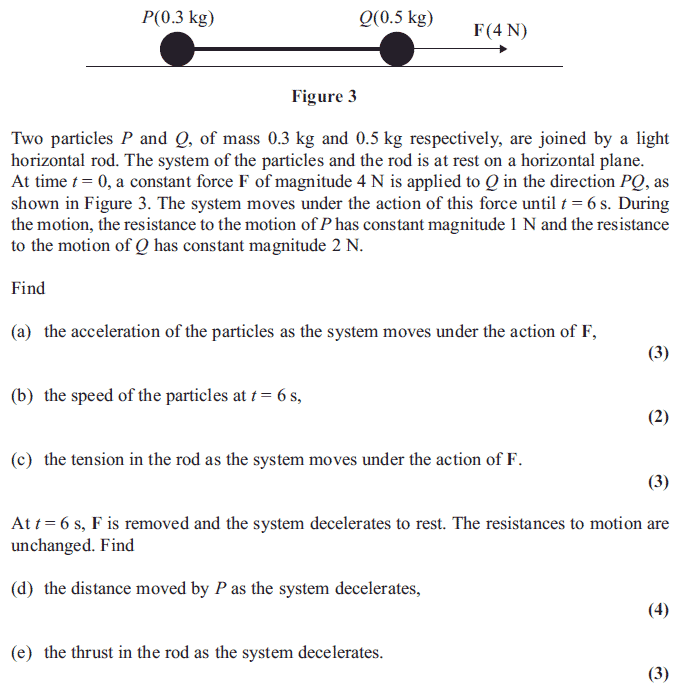 P(0.3 kg) Q(0.5 kg) F(4 N)
Figure 3
Two particles P and Q, of mass 0.3 kg and 0.5 kg respectively, are joined by a light
horizontal rod. The system of the particles and the rod is at rest on a horizontal plane.
At time t = 0, a constant force F of magnitude 4 N is applied to Q in the direction PQ, as
shown in Figure 3. The system moves under the action of this force until t = 6 s. During
the motion, the resistance to the motion of P has constant magnitude 1 N and the resistance
to the motion of Q has constant magnitude 2 N.
Find
(a) the acceleration of the particles as the system moves under the action of F,
(3)
(b) the speed of the particles at t = 6 s,
(2)
(c) the tension in the rod as the system moves under the action of F.
(3)
At t = 6 s, F is removed and the system decelerates to rest. The resistances to motion are
unchanged. Find
(d) the distance moved by P as the system decelerates,
(4)
(e) the thrust in the rod as the system decelerates.
(3)